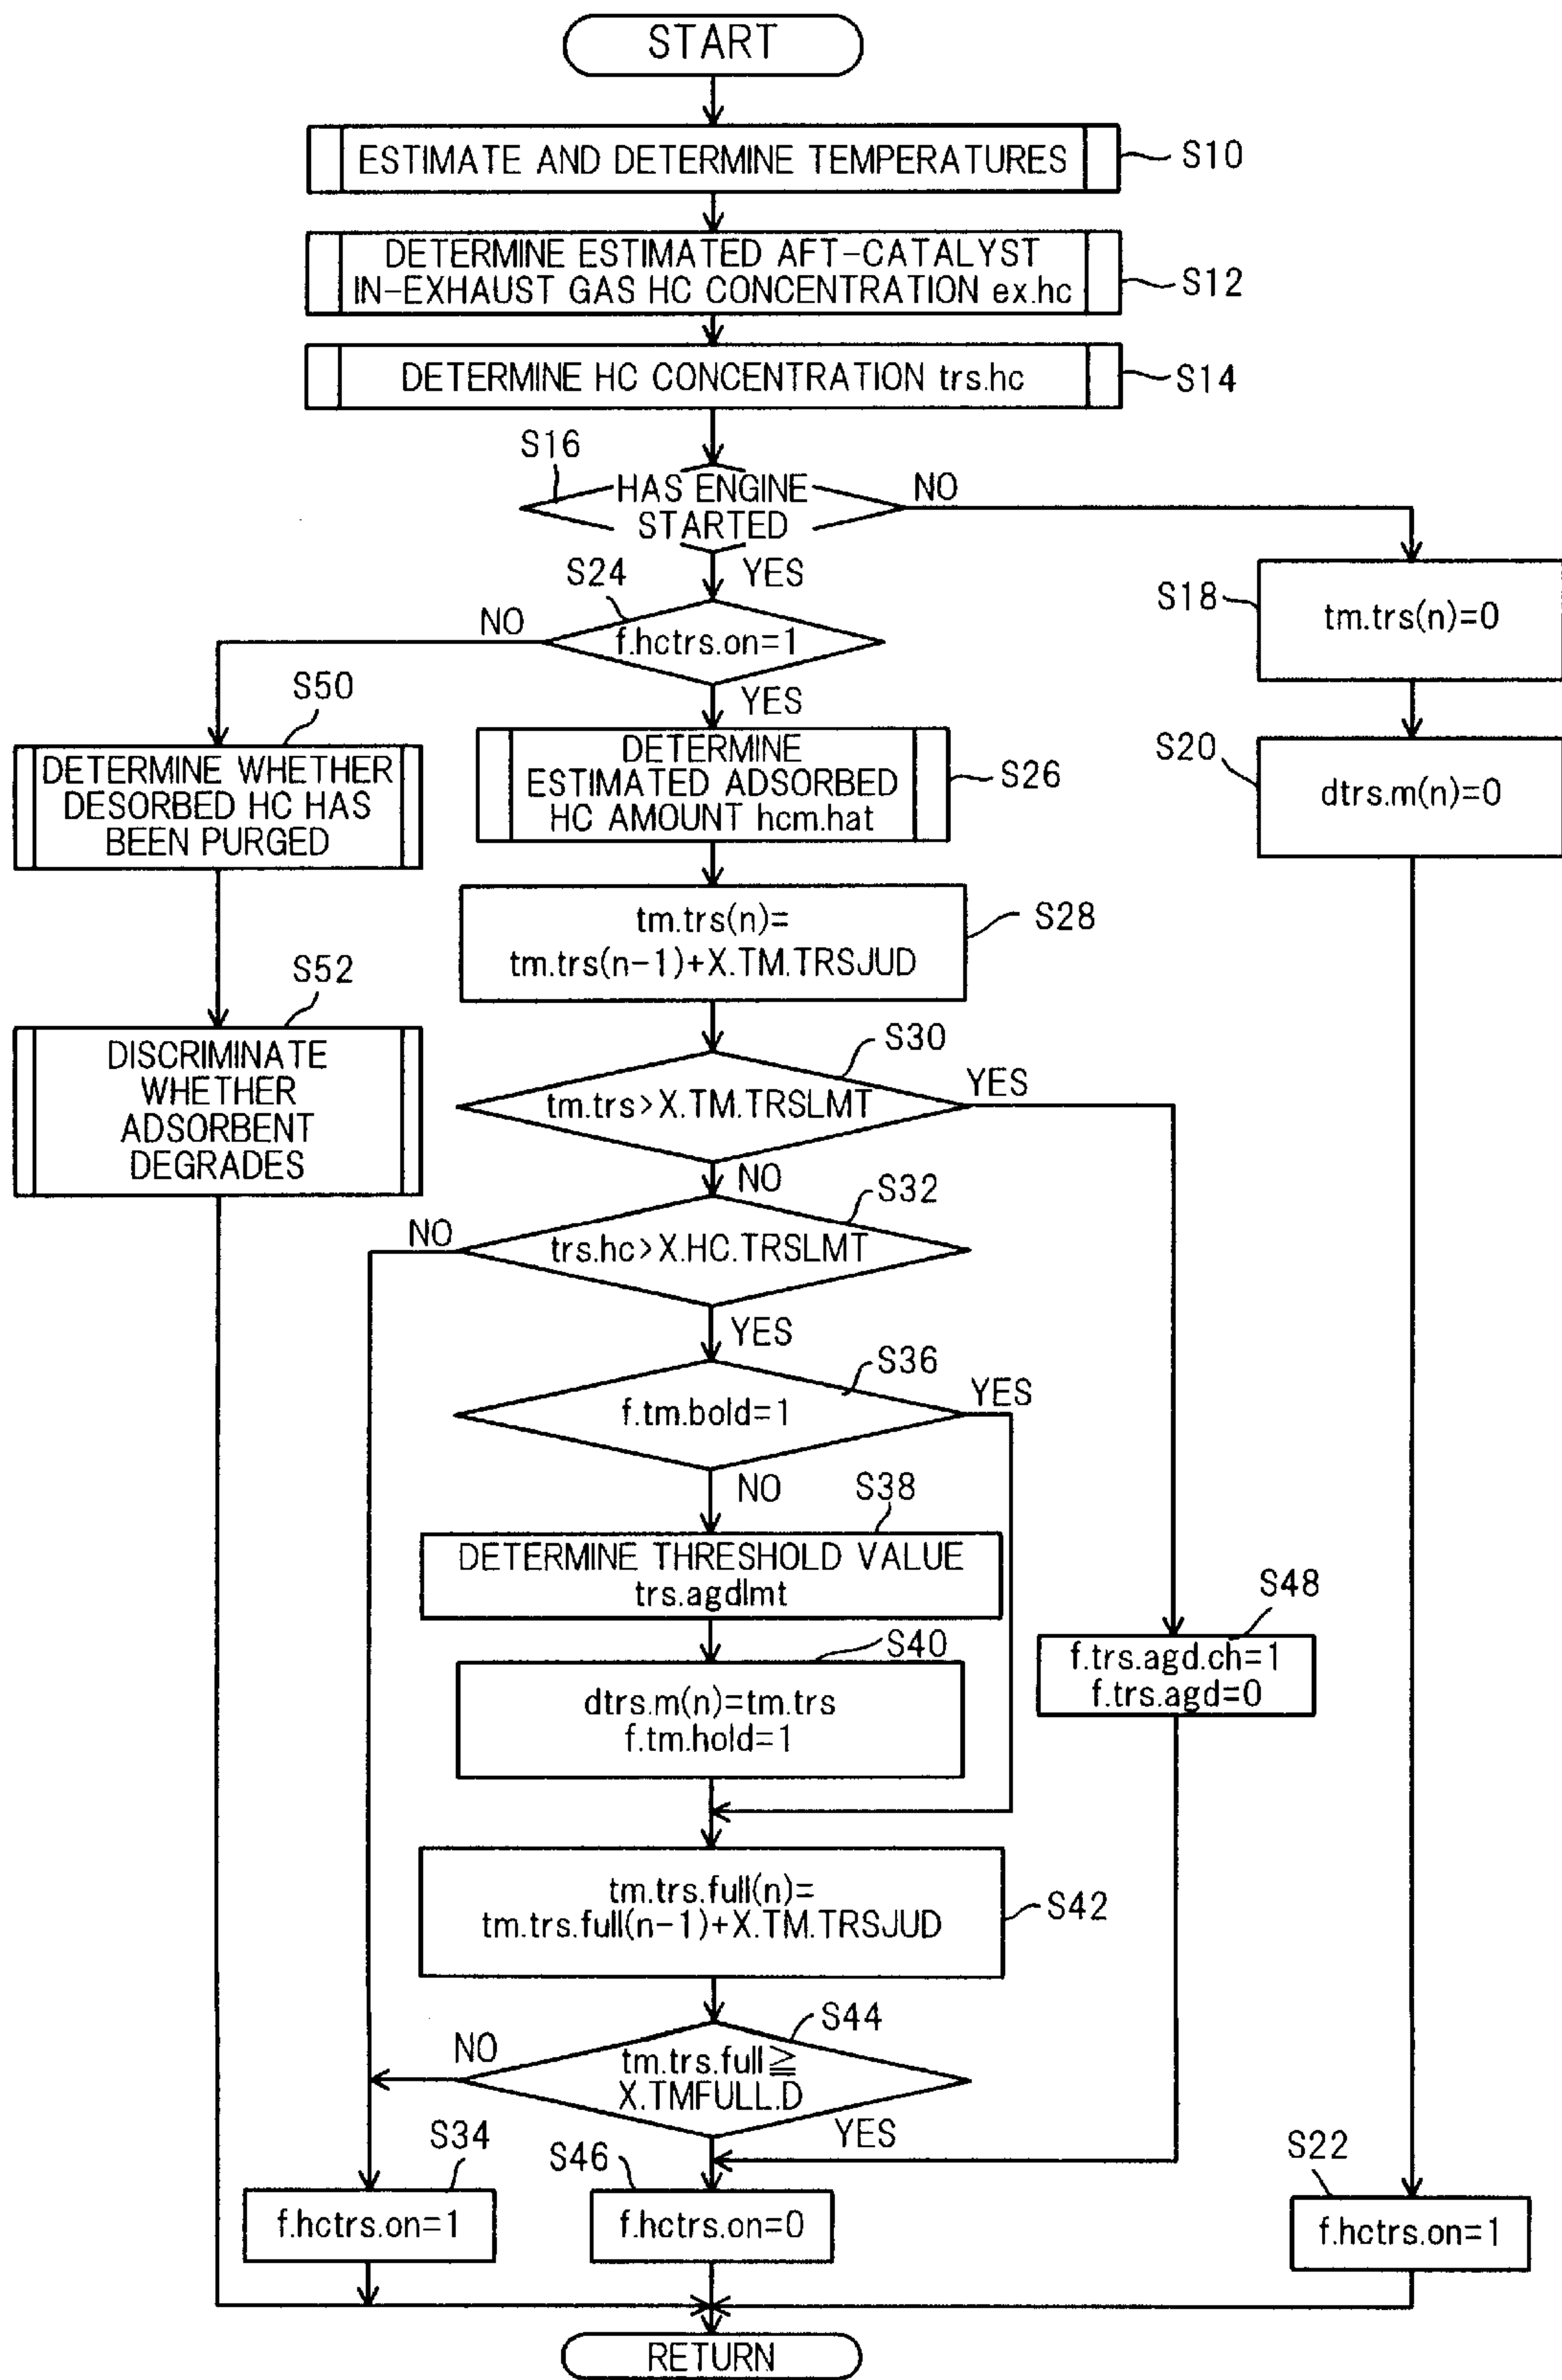 START
ESTIMATE AND DETERMINE TEMPERATURES
S10
DETERMINE ESTIMATED AFT-CATALYST
IN-EXHAUST GAS HC CONCENTRATION ex.hc
S12
DETERMINE HC CONCENTRATION trs.hc
S14
S16
HAS ENGINE
STARTED
NO
YES
S18
tm.trs(n)=0
S24
NO
f.hctrs.on=1
YES
S20
dtrs.m(n)=0
S50
DETERMINE WHETHER
DESORBED HC HAS
BEEN PURGED
DETERMINE
ESTIMATED ADSORBED
HC AMOUNT hcm.hat
S26
tm.trs(n)=
tm.trs(n-1)+X.TM.TRSJUD
S28
S52
DISCRIMINATE
WHETHER
ADSORBENT
DEGRADES
S30
tm.trs>X.TM.TRSLMT
YES
NO
S32
NO
trs.hc>X.HC.TRSLMT
YES
S36
f.tm.bold=1
YES
NO
S38
DETERMINE THRESHOLD VALUE
trs.agdlmt
S40
dtrs.m(n)=tm.trs
f.tm.hold=1
S48
f.trs.agd.ch=1
f.trs.agd=0
tm.trs.full(n)=
tm.trs.full(n-1)+X.TM.TRSJUD
S42
S44
NO
tm.trs.full≧
X.TMFULL.D
YES
S34
f.hctrs.on=1
S46
f.hctrs.on=0
S22
f.hctrs.on=1
RETURN